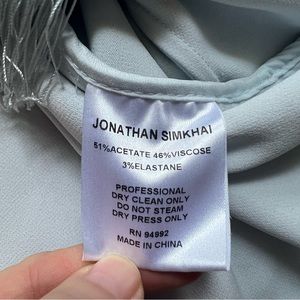 JONATHAN SIMKHAI
51%ACETATE 46%VISCOSE
3%ELASTANE
PROFESSIONAL
DRY CLEAN ONLY
DO NOT STEAM
DRY PRESS ONLY
RN 94992
MADE IN CHINA